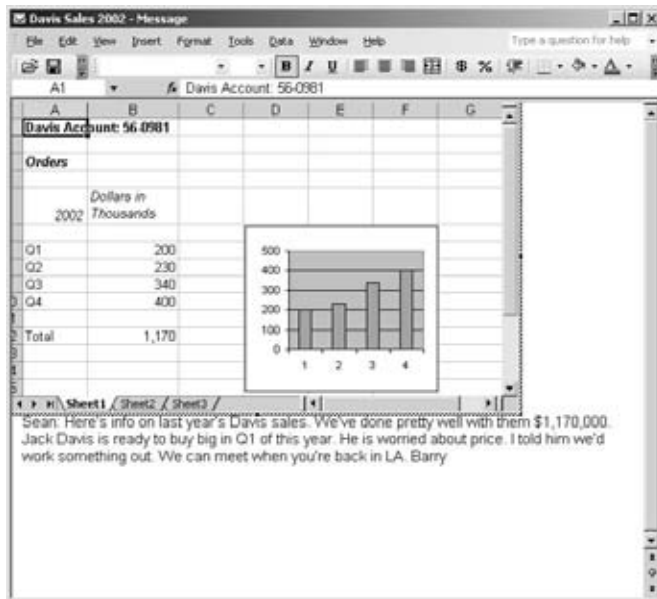 Davis Sales 2002 - Message
File Edit View Insert Format Tools Data Window Help
Type a question for help
B I U $ %
A1 fx Davis Account: 56-0981
A B C D E F G
Davis Account: 56-0981
Orders
2002 Dollars in
Thousands
Q1 200
Q2 230
Q3 340
Q4 400
Total 1,170
500
400
300
200
100
0
1 2 3 4
Sheet1 / Sheet2 / Sheet3 /
Sean: Here's info on last year's Davis sales. We've done pretty well with them $1,170,000.
Jack Davis is ready to buy big in Q1 of this year. He is worried about price. I told him we'd
work something out. We can meet when you're back in LA. Barry